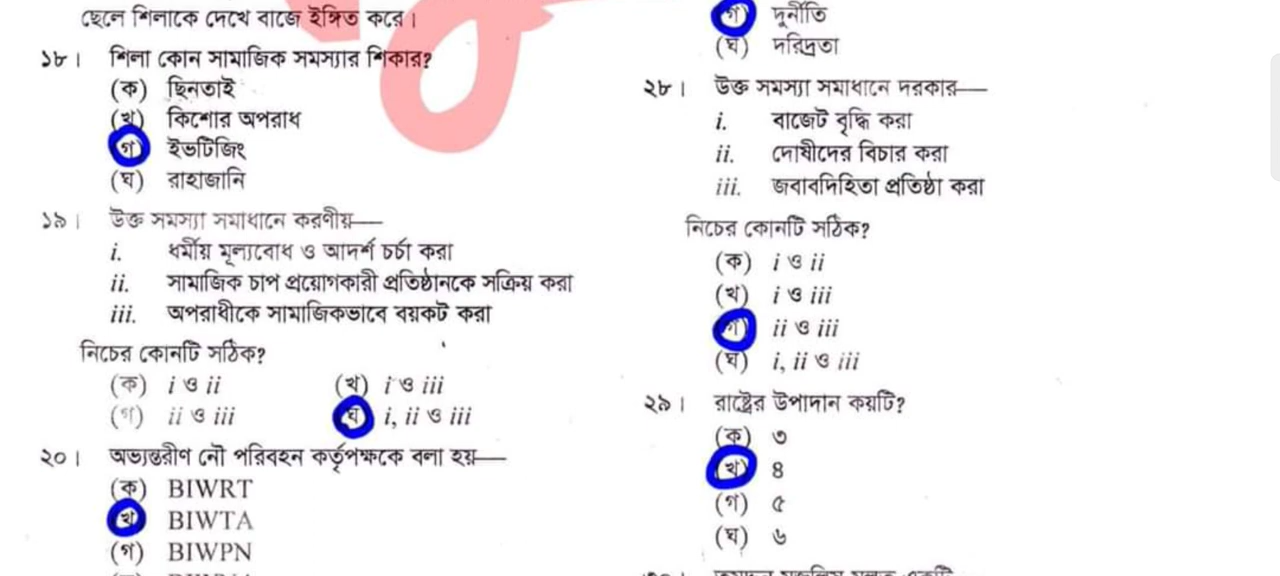 ছেলে শিলাকে দেখে বাজে ইঙ্গিত করে।
১৮। শিলা কোন সামাজিক সমস্যার শিকার?
(ক) ছিনতাই
(খ) কিশোর অপরাধ
(গ) ইভটিজিং
(ঘ) রাহাজানি
১৯। উক্ত সমস্যা সমাধানে করণীয়—
i. ধর্মীয় মূল্যবোধ ও আদর্শ চর্চা করা
ii. সামাজিক চাপ প্রয়োগকারী প্রতিষ্ঠানকে সক্রিয় করা
iii. অপরাধীকে সামাজিকভাবে বয়কট করা
নিচের কোনটি সঠিক?
(ক) i ও ii (খ) i ও iii
(গ) ii ও iii (ঘ) i, ii ও iii
২০। অভ্যন্তরীণ নৌ পরিবহন কর্তৃপক্ষকে বলা হয়—
(ক) BIWRT
(খ) BIWTA
(গ) BIWPN
(গ) দুর্নীতি
(ঘ) দরিদ্রতা
২৮। উক্ত সমস্যা সমাধানে দরকার—
i. বাজেট বৃদ্ধি করা
ii. দোষীদের বিচার করা
iii. জবাবদিহিতা প্রতিষ্ঠা করা
নিচের কোনটি সঠিক?
(ক) i ও ii
(খ) i ও iii
(গ) ii ও iii
(ঘ) i, ii ও iii
২৯। রাষ্ট্রের উপাদান কয়টি?
(ক) ৩
(খ) ৪
(গ) ৫
(ঘ) ৬